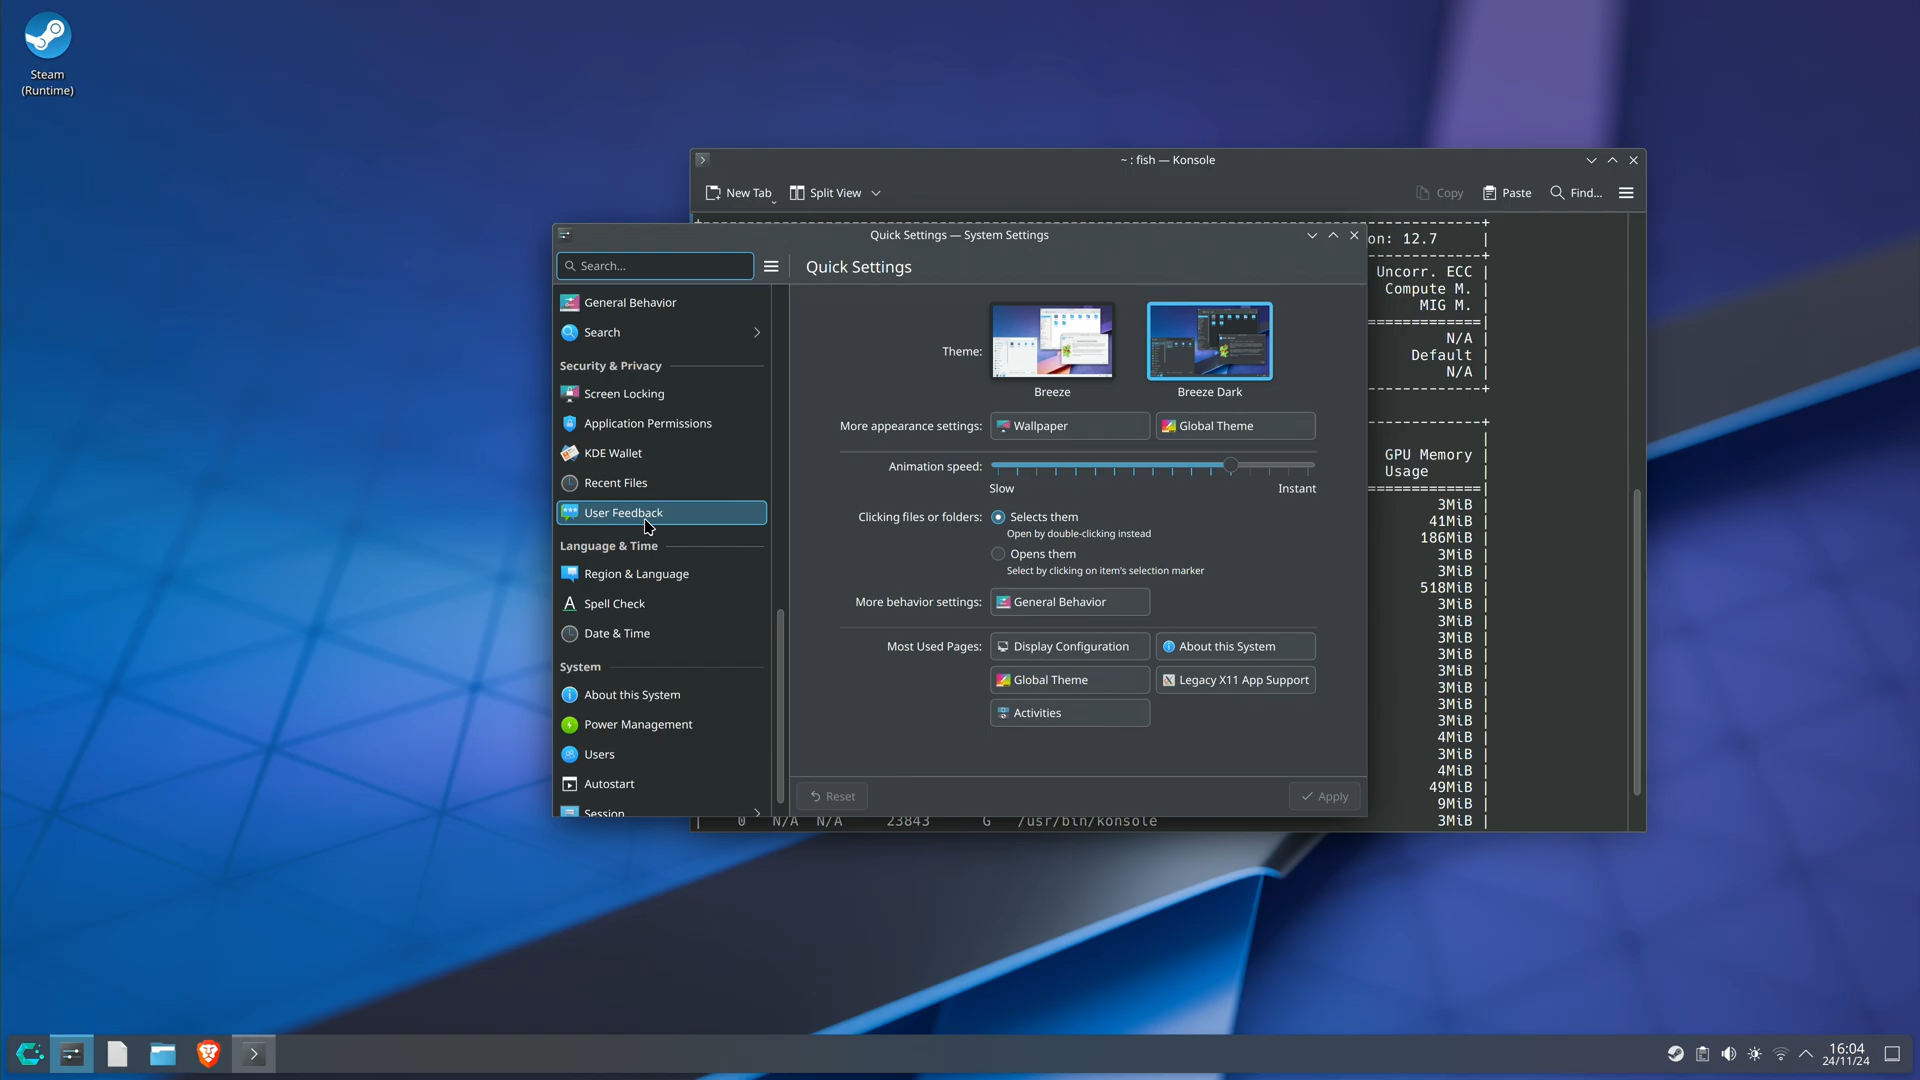 Steam
(Runtime)
~ : fish — Konsole
New Tab
Split View
Copy
Paste
Find...
Quick Settings — System Settings
Search...
Quick Settings
General Behavior
Search
Security & Privacy
Screen Locking
Application Permissions
KDE Wallet
Recent Files
User Feedback
Language & Time
Region & Language
Spell Check
Date & Time
System
About this System
Power Management
Users
Autostart
Session
Theme:
Breeze
Breeze Dark
More appearance settings:
Wallpaper
Global Theme
Animation speed:
Slow
Instant
Clicking files or folders:
Selects them
Open by double-clicking instead
Opens them
Select by clicking on item's selection marker
More behavior settings:
General Behavior
Most Used Pages:
Display Configuration
About this System
Global Theme
Legacy X11 App Support
Activities
Reset
Apply
on: 12.7 |
Uncorr. ECC |
Compute M. |
MIG M. |
N/A |
Default |
N/A |
GPU Memory |
Usage |
3MiB |
41MiB |
186MiB |
3MiB |
3MiB |
518MiB |
3MiB |
3MiB |
3MiB |
3MiB |
3MiB |
3MiB |
3MiB |
3MiB |
4MiB |
3MiB |
4MiB |
49MiB |
9MiB |
| 0 N/A N/A 23843 G /usr/bin/konsole 3MiB |
16:04
24/11/24